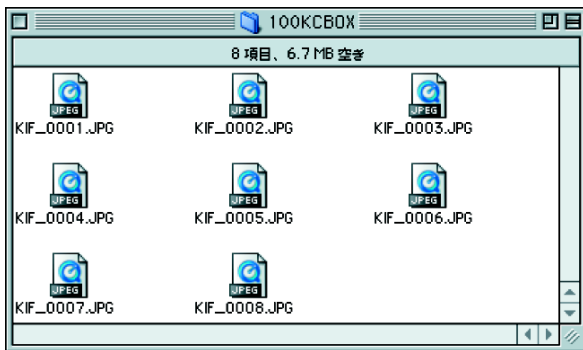 100KCBOX
8 項目、6.7 MB 空き
JPEG JPEG JPEG
KIF_0001.JPG KIF_0002.JPG KIF_0003.JPG
JPEG JPEG JPEG
KIF_0004.JPG KIF_0005.JPG KIF_0006.JPG
JPEG JPEG
KIF_0007.JPG KIF_0008.JPG